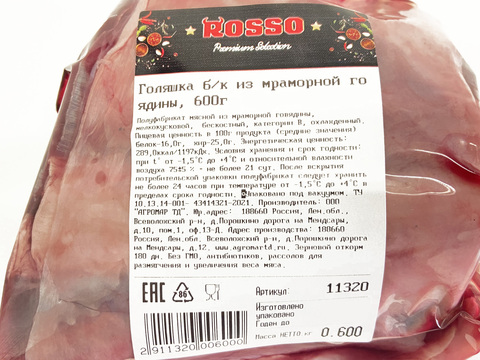 ROSSO
Premium Selection
Голяшка б/к из мраморной го
вядины, 600г
Полуфабрикат мясной из мраморной говядины,
мелкокусковой, бескостный, категории В, охлажденный.
Пищевая ценность в 100г продукта (средние значения)
белок-16,0г, жир-25,0г. Энергетическая ценность:
289,0ккал/1197кДж. Условия хранения и срок годности:
при t° от -1,5°С до +4°С и относительной влажности
воздуха 75±5 % - не более 21 сут. После вскрытия
потребительской упаковки полуфабрикат следует хранить
не более 24 часов при температуре от -1,5°С до +4°С в
пределах срока годности. Упаковано под вакуумом. ТУ
10.13.14-001- 43414321-2021. Производитель: ООО
"АГРОМАР ТД". Юр.адрес: 188660 Россия, Лен.обл.,
Всеволожский р-н, д.Порошкино дорога на Мендсары,
д.10, пом.1, оф.13-Д. Адрес производства: 188660
Россия, Лен.обл. Всеволожский р-н, д.Порошкино дорога
на Мендсары, д.12. www.agromartd.ru. Зерновой откорм
180 дн. Без ГМО, антибиотиков, рассолов для
размягчения и увеличения веса мяса.
EAC 86
Артикул: 11320
Изготовлено
упаковано
Годен до
Масса НЕТТО кг 0.600
2 911320 006000